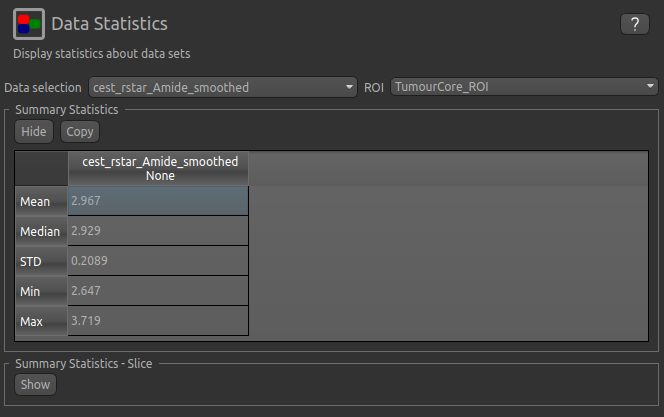 Data Statistics
?
Display statistics about data sets
Data selection cest_rstar_Amide_smoothed ROI TumourCore_ROI
Summary Statistics
Hide Copy
cest_rstar_Amide_smoothed
None
Mean 2.967
Median 2.929
STD 0.2089
Min 2.647
Max 3.719
Summary Statistics - Slice
Show